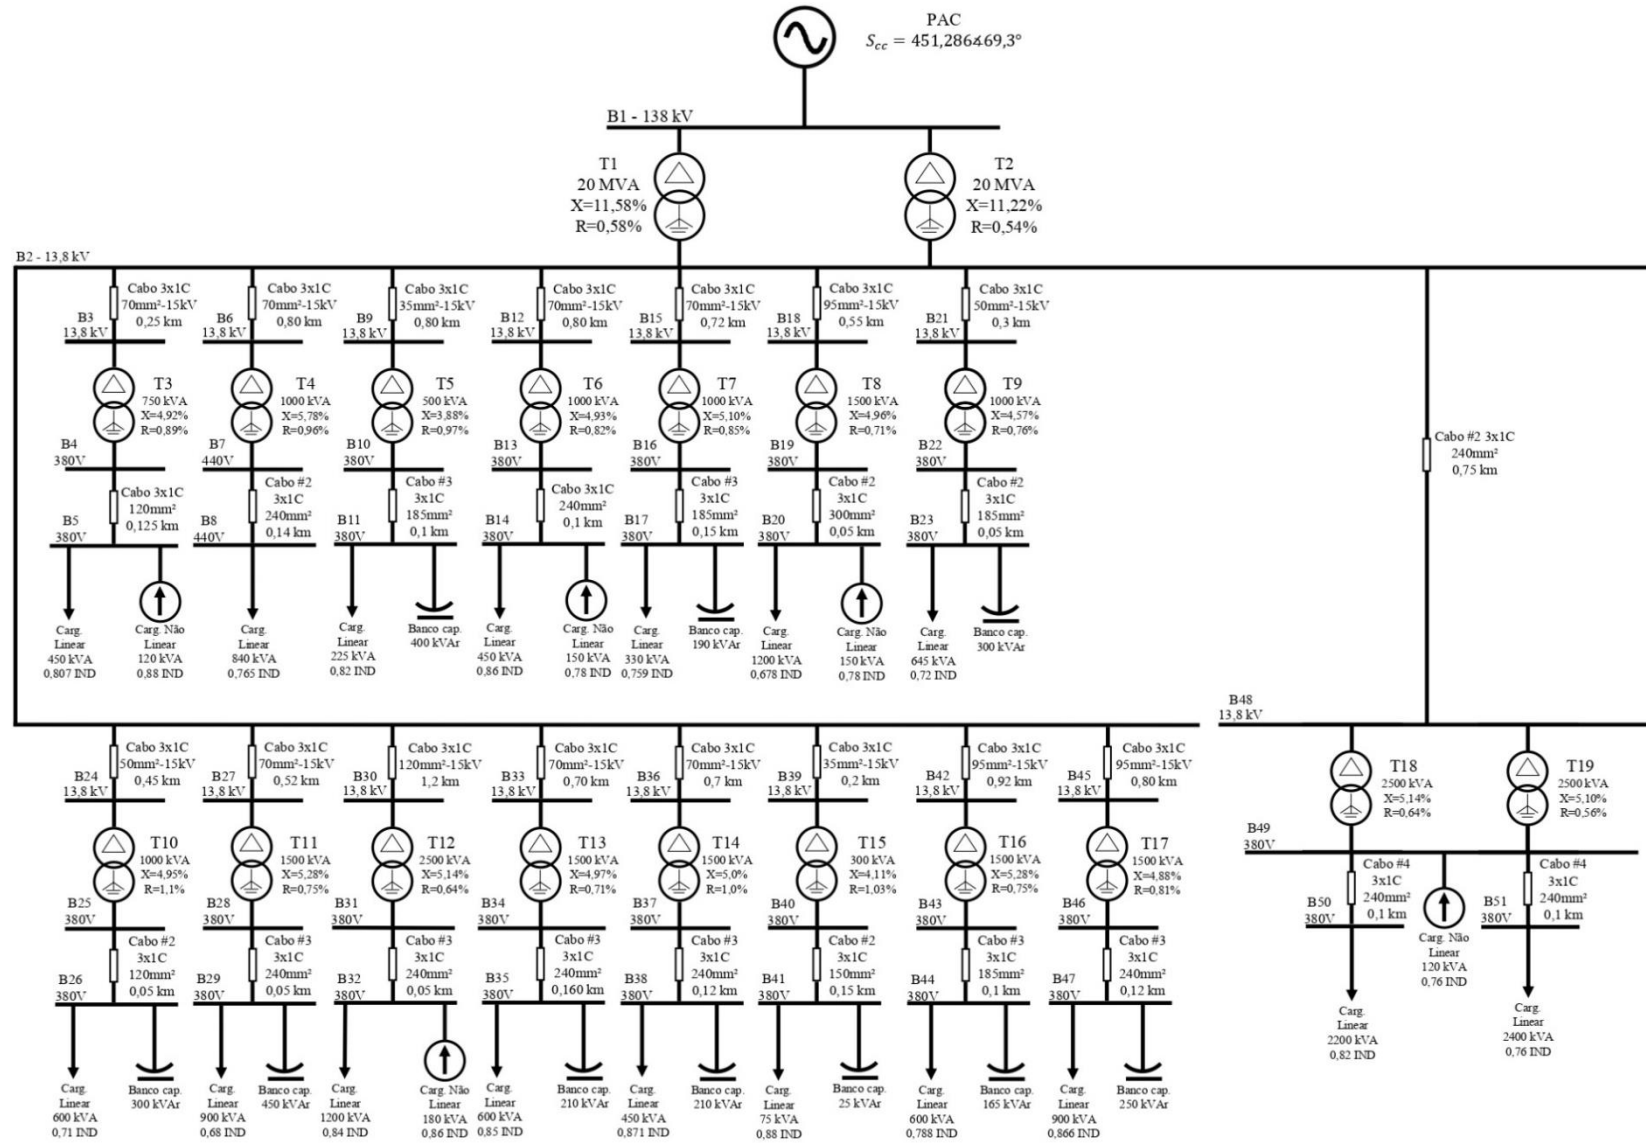 PAC
S_cc = 451,286∡69,3°
B1 - 138 kV
T1
20 MVA
X=11,58%
R=0,58%
T2
20 MVA
X=11,22%
R=0,54%
B2 - 13,8 kV
Cabo 3x1C
70mm²-15kV
0,25 km
B3
13,8 kV
T3
750 kVA
X=4,92%
R=0,89%
B4
380V
Cabo 3x1C
120mm²
0,125 km
B5
380V
Carg.
Linear
450 kVA
0,807 IND
Carg. Não
Linear
120 kVA
0,88 IND
Cabo 3x1C
70mm²-15kV
0,80 km
B6
13,8 kV
T4
1000 kVA
X=5,78%
R=0,96%
B7
440V
Cabo #2
3x1C
240mm²
0,14 km
B8
440V
Carg.
Linear
840 kVA
0,765 IND
Cabo 3x1C
35mm²-15kV
0,80 km
B9
13,8 kV
T5
500 kVA
X=3,88%
R=0,97%
B10
380V
Cabo #3
3x1C
185mm²
0,1 km
B11
380V
Carg.
Linear
225 kVA
0,82 IND
Banco cap.
400 kVAr
Cabo 3x1C
70mm²-15kV
0,80 km
B12
13,8 kV
T6
1000 kVA
X=4,93%
R=0,82%
B13
380V
Cabo 3x1C
240mm²
0,1 km
B14
380V
Carg.
Linear
450 kVA
0,86 IND
Carg. Não
Linear
150 kVA
0,78 IND
Cabo 3x1C
70mm²-15kV
0,72 km
B15
13,8 kV
T7
1000 kVA
X=5,10%
R=0,85%
B16
380V
Cabo #3
3x1C
185mm²
0,15 km
B17
380V
Carg.
Linear
330 kVA
0,759 IND
Banco cap.
190 kVAr
Cabo 3x1C
95mm²-15kV
0,55 km
B18
13,8 kV
T8
1500 kVA
X=4,96%
R=0,71%
B19
380V
Cabo #2
3x1C
300mm²
0,05 km
B20
380V
Carg.
Linear
1200 kVA
0,678 IND
Carg. Não
Linear
150 kVA
0,78 IND
Cabo 3x1C
50mm²-15kV
0,3 km
B21
13,8 kV
T9
1000 kVA
X=4,57%
R=0,76%
B22
380V
Cabo #2
3x1C
185mm²
0,05 km
B23
380V
Carg.
Linear
645 kVA
0,72 IND
Banco cap.
300 kVAr
Cabo #2 3x1C
240mm²
0,75 km
Cabo 3x1C
50mm²-15kV
0,45 km
B24
13,8 kV
T10
1000 kVA
X=4,95%
R=1,1%
B25
380V
Cabo #2
3x1C
120mm²
0,05 km
B26
380V
Carg.
Linear
600 kVA
0,71 IND
Banco cap.
300 kVAr
Cabo 3x1C
70mm²-15kV
0,52 km
B27
13,8 kV
T11
1500 kVA
X=5,28%
R=0,75%
B28
380V
Cabo #3
3x1C
240mm²
0,05 km
B29
380V
Carg.
Linear
900 kVA
0,68 IND
Banco cap.
450 kVAr
Cabo 3x1C
120mm²-15kV
1,2 km
B30
13,8 kV
T12
2500 kVA
X=5,14%
R=0,64%
B31
380V
Cabo #3
3x1C
240mm²
0,05 km
B32
380V
Carg.
Linear
1200 kVA
0,84 IND
Carg. Não
Linear
180 kVA
0,86 IND
Cabo 3x1C
70mm²-15kV
0,70 km
B33
13,8 kV
T13
1500 kVA
X=4,97%
R=0,71%
B34
380V
Cabo #3
3x1C
240mm²
0,160 km
B35
380V
Carg.
Linear
600 kVA
0,85 IND
Banco cap.
210 kVAr
Cabo 3x1C
70mm²-15kV
0,7 km
B36
13,8 kV
T14
1500 kVA
X=5,0%
R=1,0%
B37
380V
Cabo #3
3x1C
240mm²
0,12 km
B38
380V
Carg.
Linear
450 kVA
0,871 IND
Banco cap.
210 kVAr
Cabo 3x1C
35mm²-15kV
0,2 km
B39
13,8 kV
T15
300 kVA
X=4,11%
R=1,03%
B40
380V
Cabo #2
3x1C
150mm²
0,15 km
B41
380V
Carg.
Linear
75 kVA
0,88 IND
Banco cap.
25 kVAr
Cabo 3x1C
95mm²-15kV
0,92 km
B42
13,8 kV
T16
1500 kVA
X=5,28%
R=0,75%
B43
380V
Cabo #3
3x1C
185mm²
0,1 km
B44
380V
Carg.
Linear
600 kVA
0,788 IND
Banco cap.
165 kVAr
Cabo 3x1C
95mm²-15kV
0,80 km
B45
13,8 kV
T17
1500 kVA
X=4,88%
R=0,81%
B46
380V
Cabo #3
3x1C
240mm²
0,12 km
B47
380V
Carg.
Linear
900 kVA
0,866 IND
Banco cap.
250 kVAr
B48
13,8 kV
T18
2500 kVA
X=5,14%
R=0,64%
T19
2500 kVA
X=5,10%
R=0,56%
B49
380V
Cabo #4
3x1C
240mm²
0,1 km
B50
380V
Carg.
Linear
2200 kVA
0,82 IND
Carg. Não
Linear
120 kVA
0,76 IND
Cabo #4
3x1C
240mm²
0,1 km
B51
380V
Carg.
Linear
2400 kVA
0,76 IND